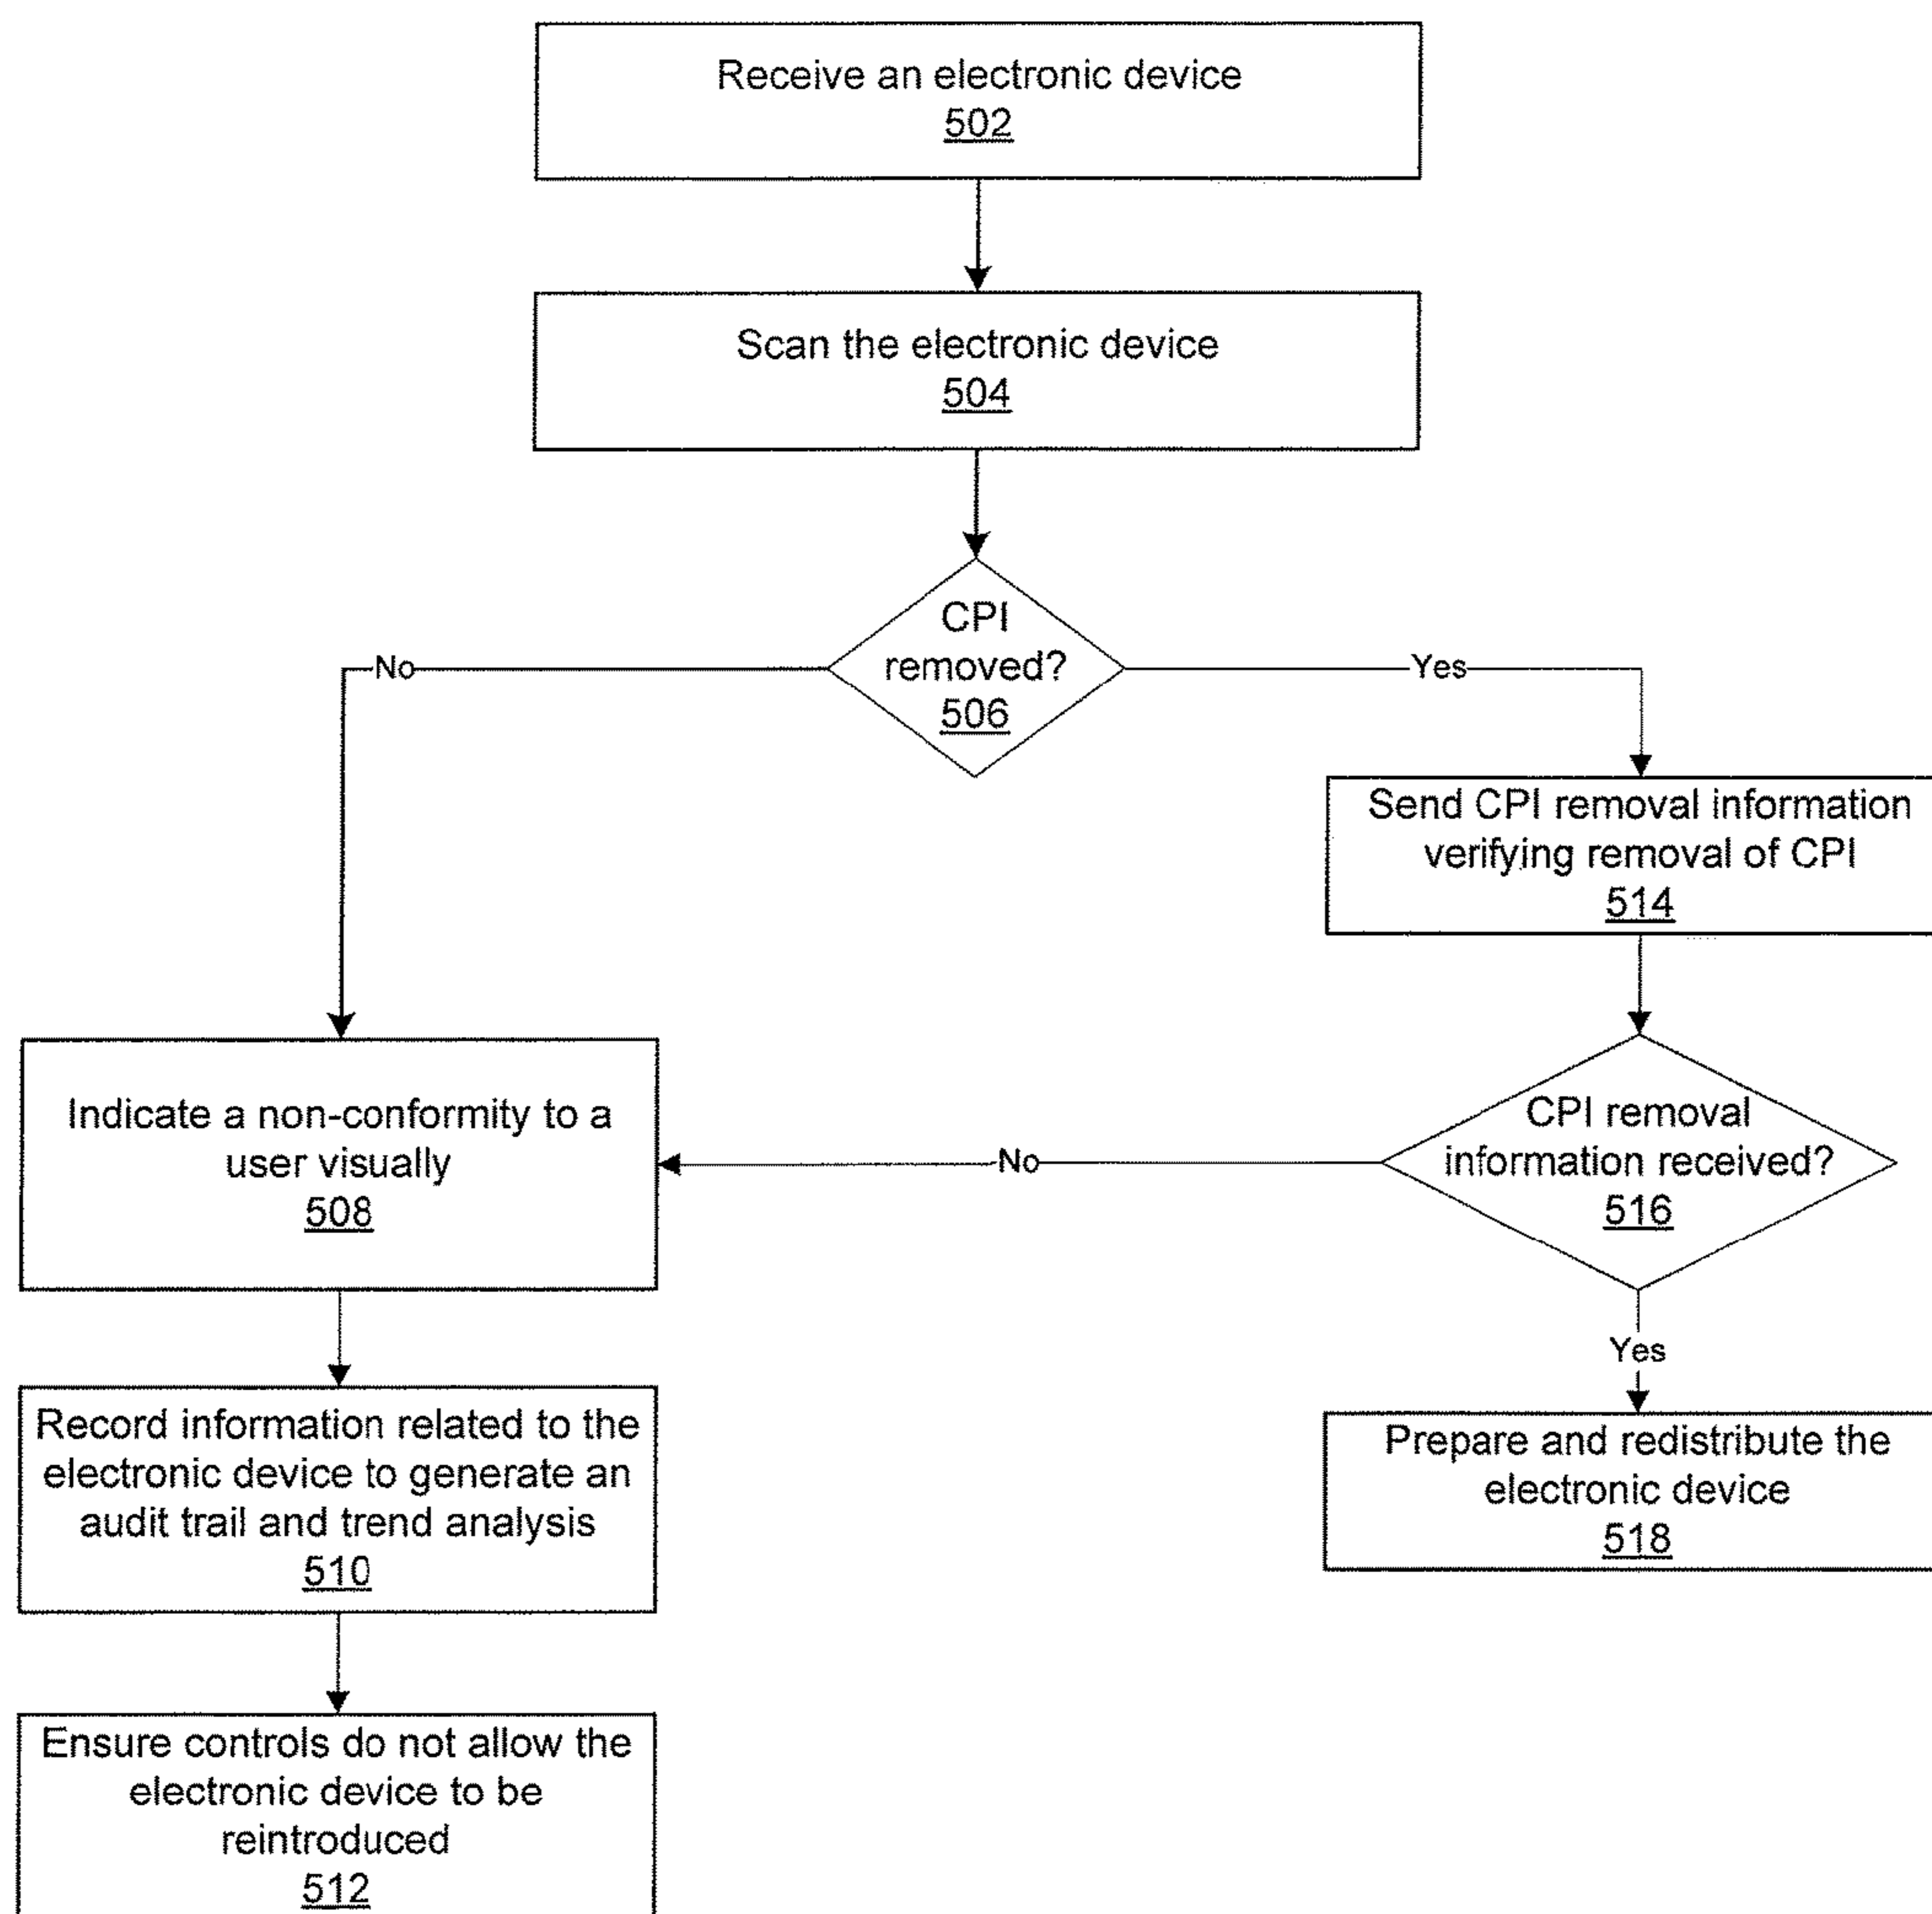 Receive an electronic device
502
Scan the electronic device
504
CPI
removed?
506
No
Yes
Send CPI removal information
verifying removal of CPI
514
Indicate a non-conformity to a
user visually
508
No
CPI removal
information received?
516
Yes
Record information related to the
electronic device to generate an
audit trail and trend analysis
510
Prepare and redistribute the
electronic device
518
Ensure controls do not allow the
electronic device to be
reintroduced
512